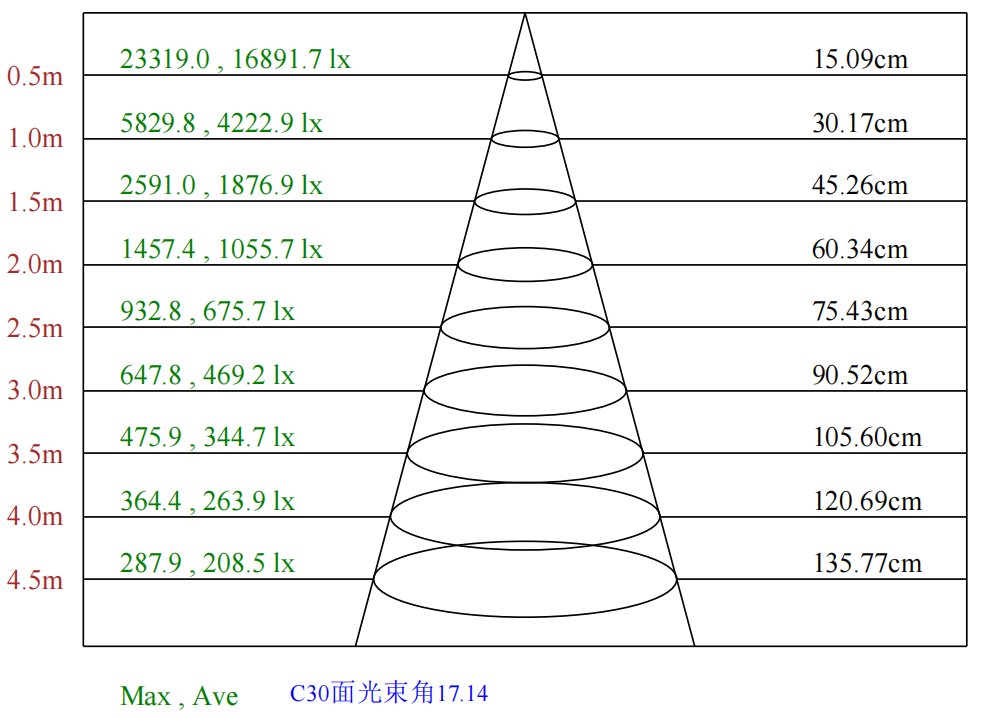 23319.0 , 16891.7 lx 15.09cm
0.5m
5829.8 , 4222.9 lx 30.17cm
1.0m
2591.0 , 1876.9 lx 45.26cm
1.5m
1457.4 , 1055.7 lx 60.34cm
2.0m
932.8 , 675.7 lx 75.43cm
2.5m
647.8 , 469.2 lx 90.52cm
3.0m
475.9 , 344.7 lx 105.60cm
3.5m
364.4 , 263.9 lx 120.69cm
4.0m
287.9 , 208.5 lx 135.77cm
4.5m
Max , Ave C30面光束角17.14